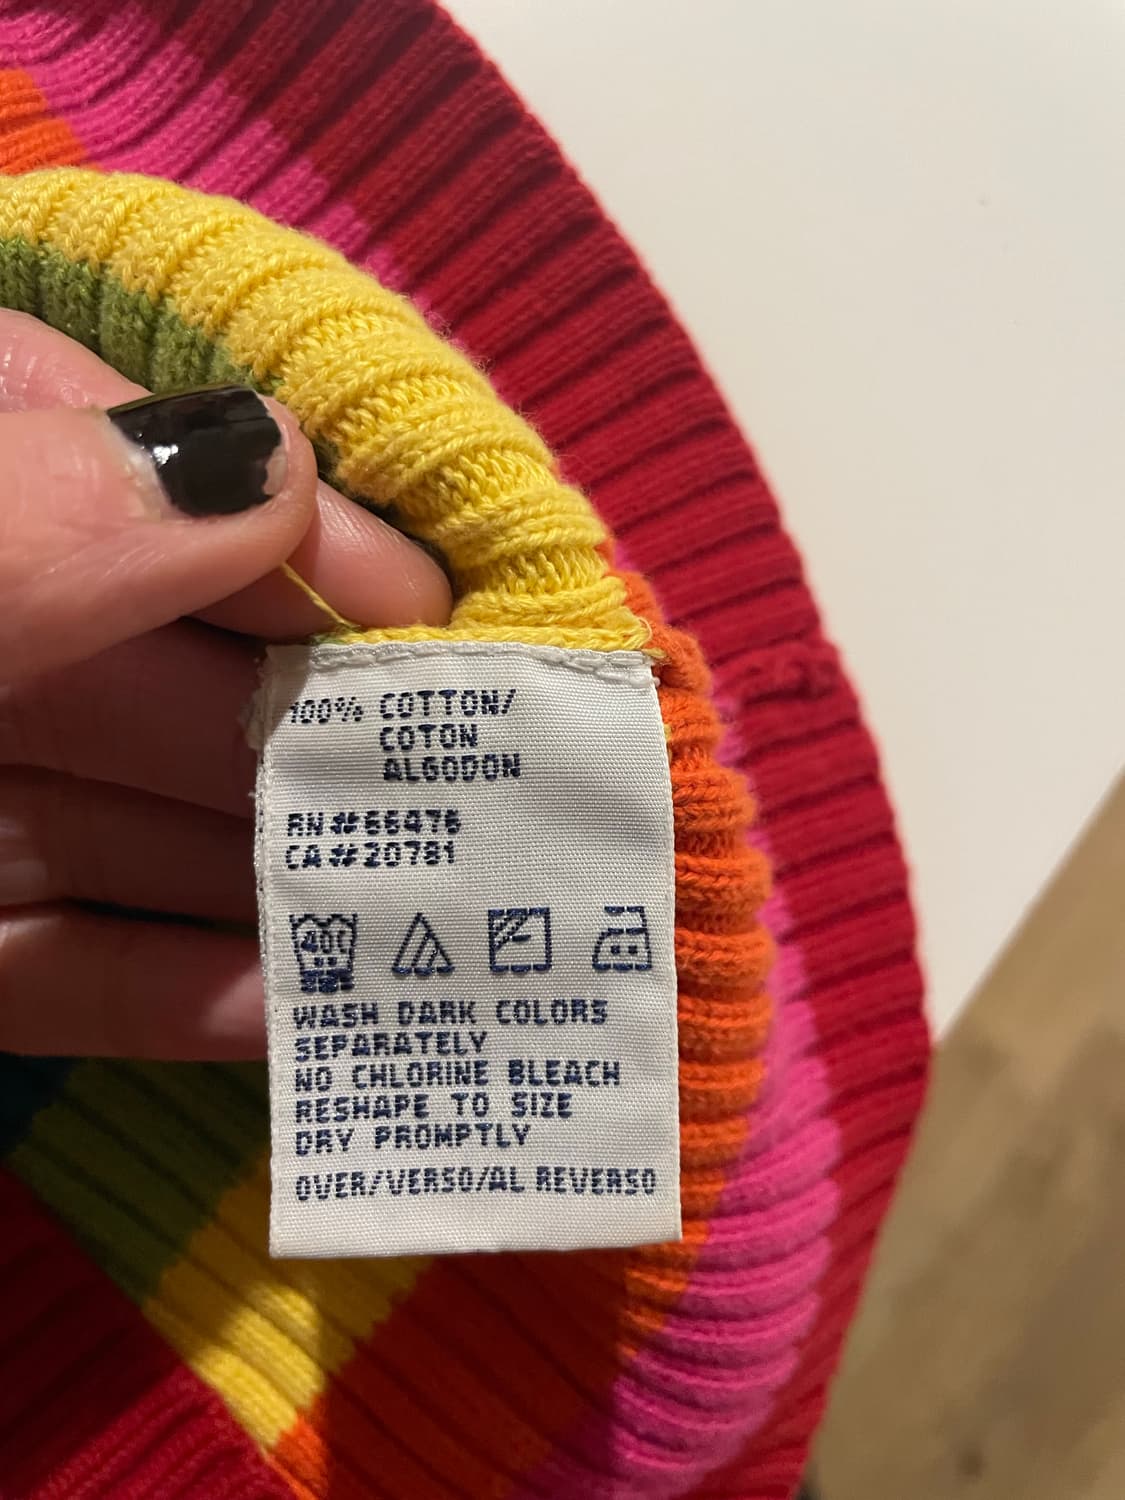 100% COTTON/
COTON
ALGODON
RN#66476
CA#20781
40C
WASH DARK COLORS
SEPARATELY
NO CHLORINE BLEACH
RESHAPE TO SIZE
DRY PROMPTLY
OVER/VERSO/AL REVERSO